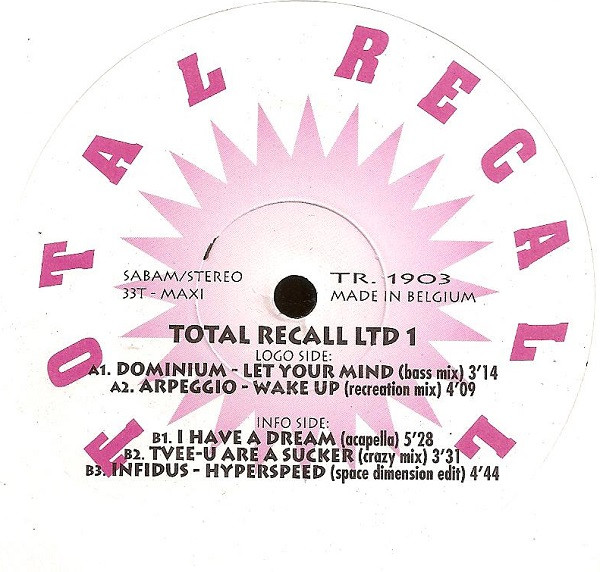 TOTAL RECALL
SABAM/STEREO
33T - MAXI
TR. 1903
MADE IN BELGIUM
TOTAL RECALL LTD 1
LOGO SIDE:
A1. DOMINIUM - LET YOUR MIND (bass mix) 3'14
A2. ARPEGGIO - WAKE UP (recreation mix) 4'09
INFO SIDE:
B1. I HAVE A DREAM (acapella) 5'28
B2. TVEE-U ARE A SUCKER (crazy mix) 3'31
B3. INFIDUS - HYPERSPEED (space dimension edit) 4'44